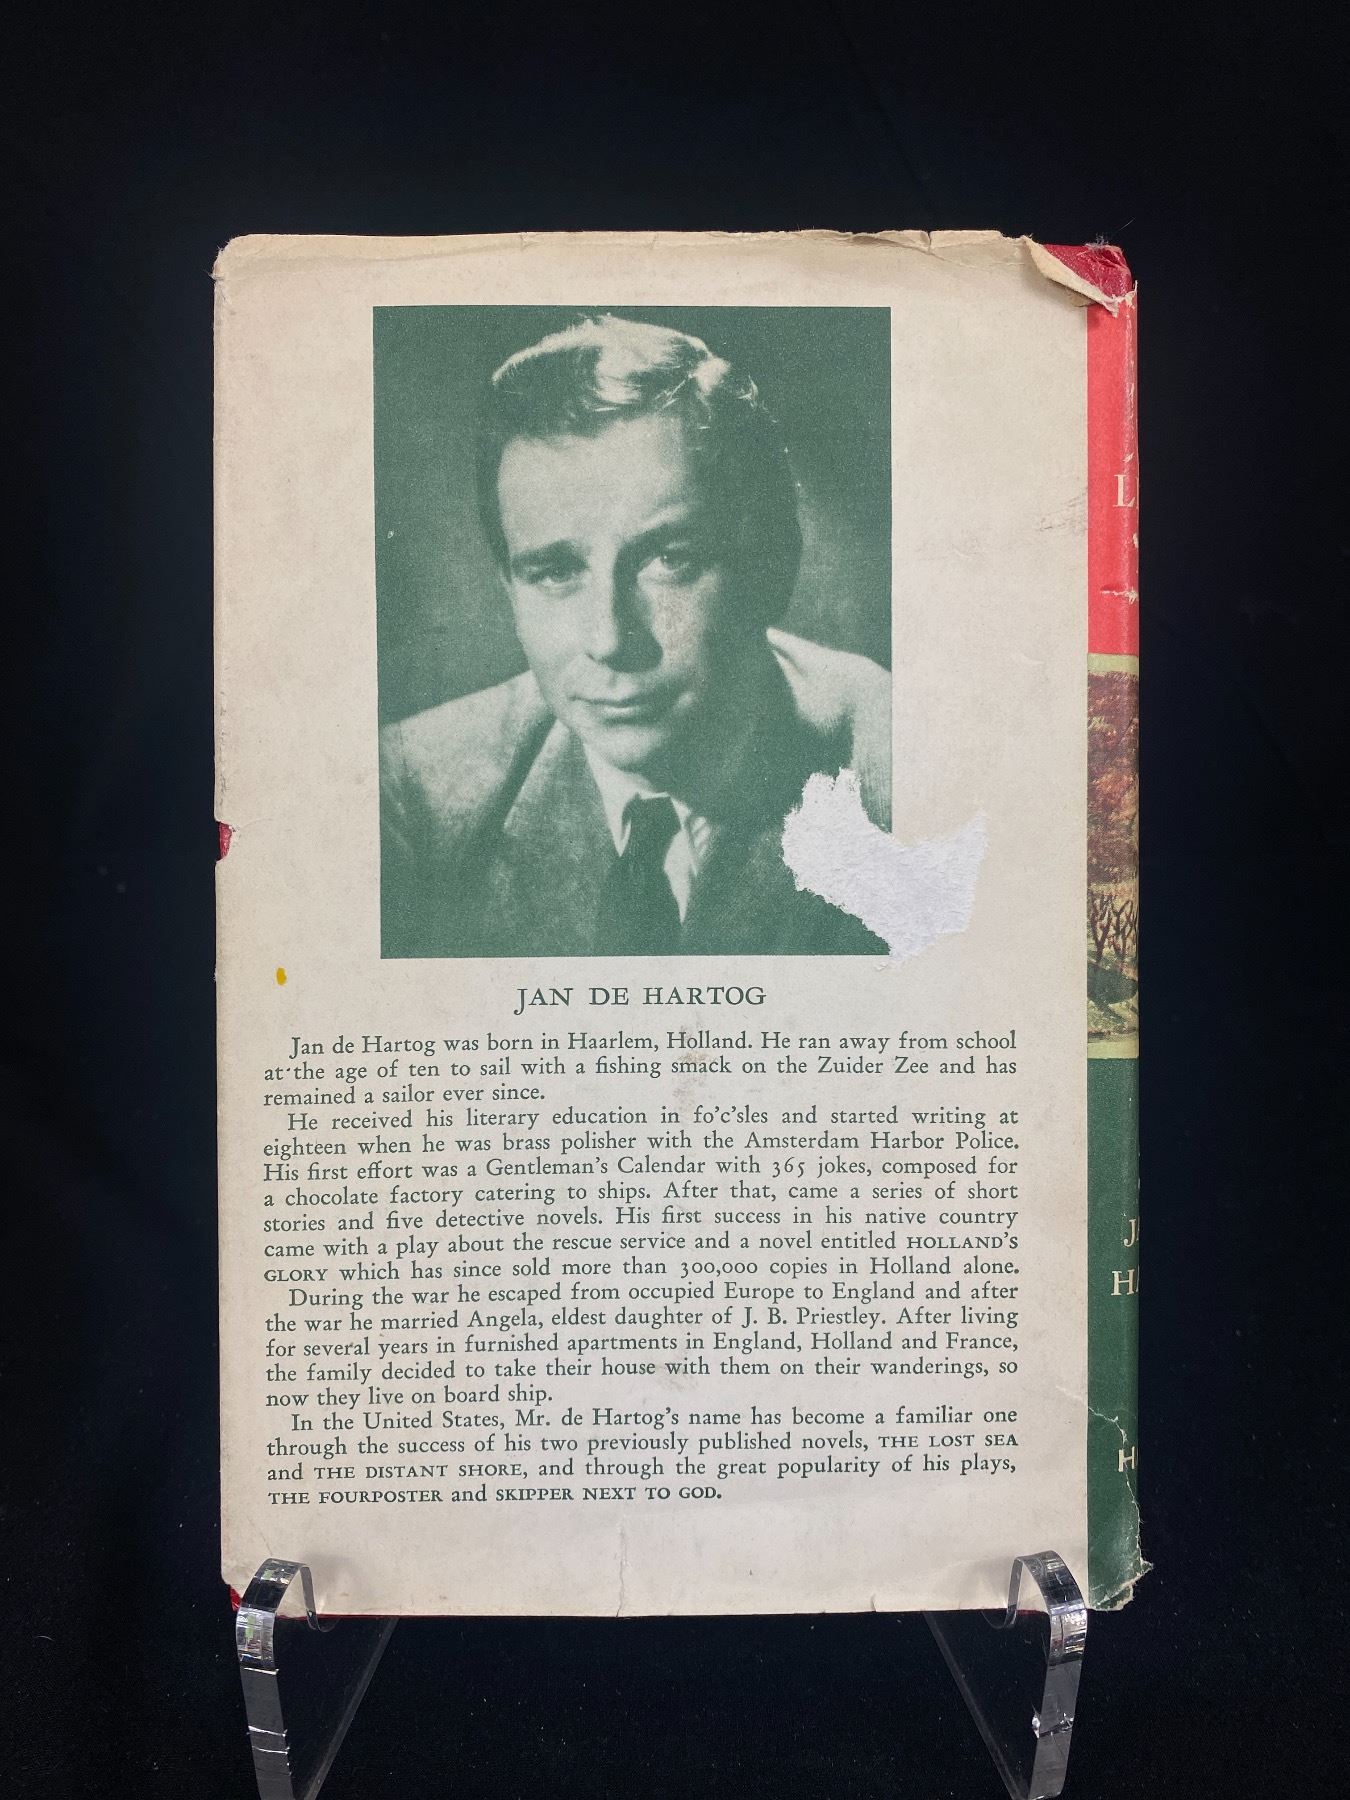 JAN DE HARTOG
Jan de Hartog was born in Haarlem, Holland. He ran away from school
at the age of ten to sail with a fishing smack on the Zuider Zee and has
remained a sailor ever since.
He received his literary education in fo'c'sles and started writing at
eighteen when he was brass polisher with the Amsterdam Harbor Police.
His first effort was a Gentleman's Calendar with 365 jokes, composed for
a chocolate factory catering to ships. After that, came a series of short
stories and five detective novels. His first success in his native country
came with a play about the rescue service and a novel entitled HOLLAND'S
GLORY which has since sold more than 300,000 copies in Holland alone.
During the war he escaped from occupied Europe to England and after
the war he married Angela, eldest daughter of J. B. Priestley. After living
for several years in furnished apartments in England, Holland and France,
the family decided to take their house with them on their wanderings, so
now they live on board ship.
In the United States, Mr. de Hartog's name has become a familiar one
through the success of his two previously published novels, THE LOST SEA
and THE DISTANT SHORE, and through the great popularity of his plays,
THE FOURPOSTER and SKIPPER NEXT TO GOD.